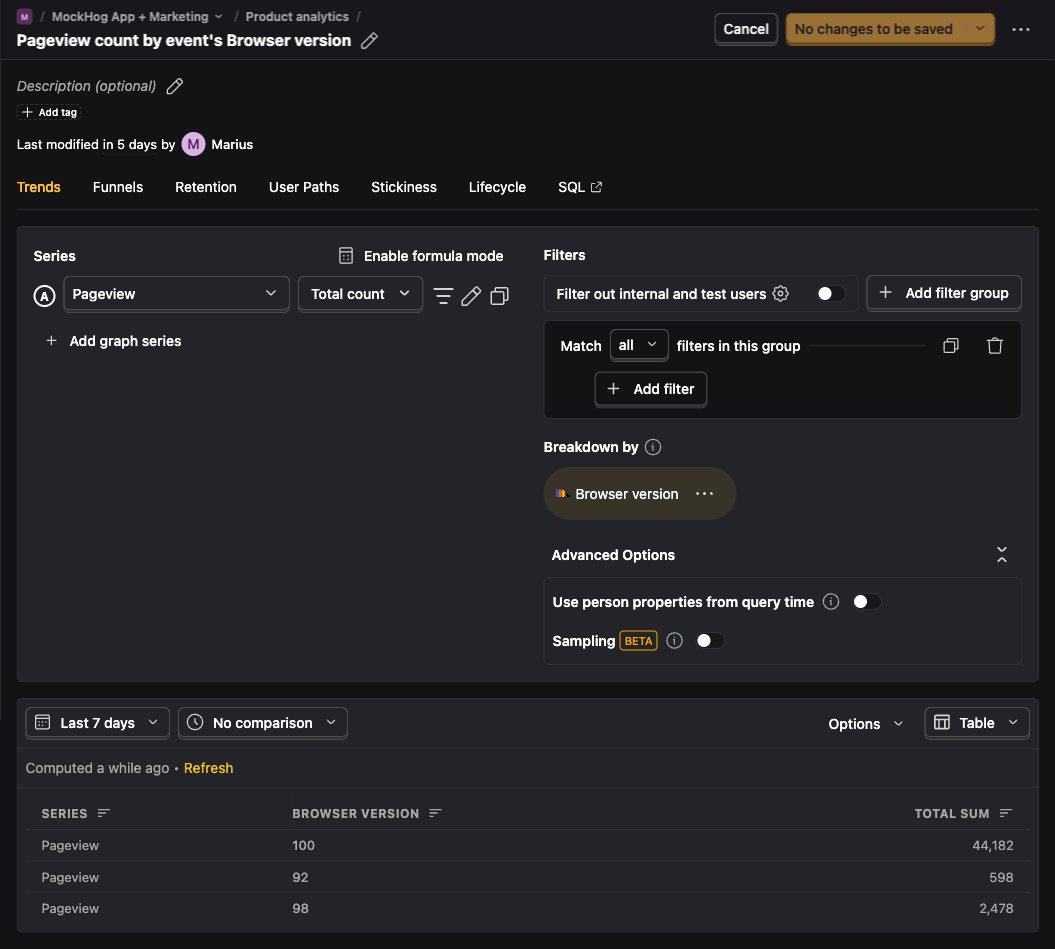 M / MockHog App + Marketing / Product analytics /
Pageview count by event's Browser version
Cancel
No changes to be saved
Description (optional)
Add tag
Last modified in 5 days by M Marius
Trends Funnels Retention User Paths Stickiness Lifecycle SQL
Series
Enable formula mode
A Pageview Total count
Add graph series
Filters
Filter out internal and test users
Add filter group
Match all filters in this group
Add filter
Breakdown by
Browser version
Advanced Options
Use person properties from query time
Sampling BETA
Last 7 days No comparison Options Table
Computed a while ago • Refresh
SERIES BROWSER VERSION TOTAL SUM
Pageview 100 44,182
Pageview 92 598
Pageview 98 2,478